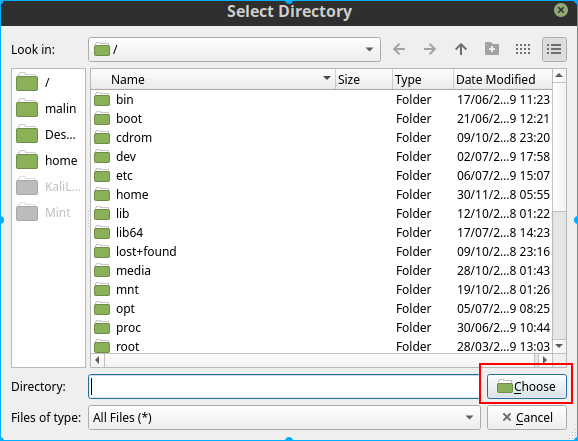 Select Directory
Look in: /
/
malin
Des...
home
KaliL...
Mint
Name Size Type Date Modified
bin Folder 17/06/2...9 11:23
boot Folder 21/06/2...9 12:21
cdrom Folder 09/10/2...8 23:20
dev Folder 02/07/2...9 17:58
etc Folder 06/07/2...9 15:07
home Folder 30/11/2...8 05:55
lib Folder 12/10/2...8 01:22
lib64 Folder 17/07/2...8 14:23
lost+found Folder 09/10/2...8 23:16
media Folder 28/10/2...8 01:43
mnt Folder 19/10/2...8 01:26
opt Folder 05/07/2...9 08:25
proc Folder 30/06/2...9 10:44
root Folder 28/03/2...9 13:03
Directory: Choose
Files of type: All Files (*) Cancel